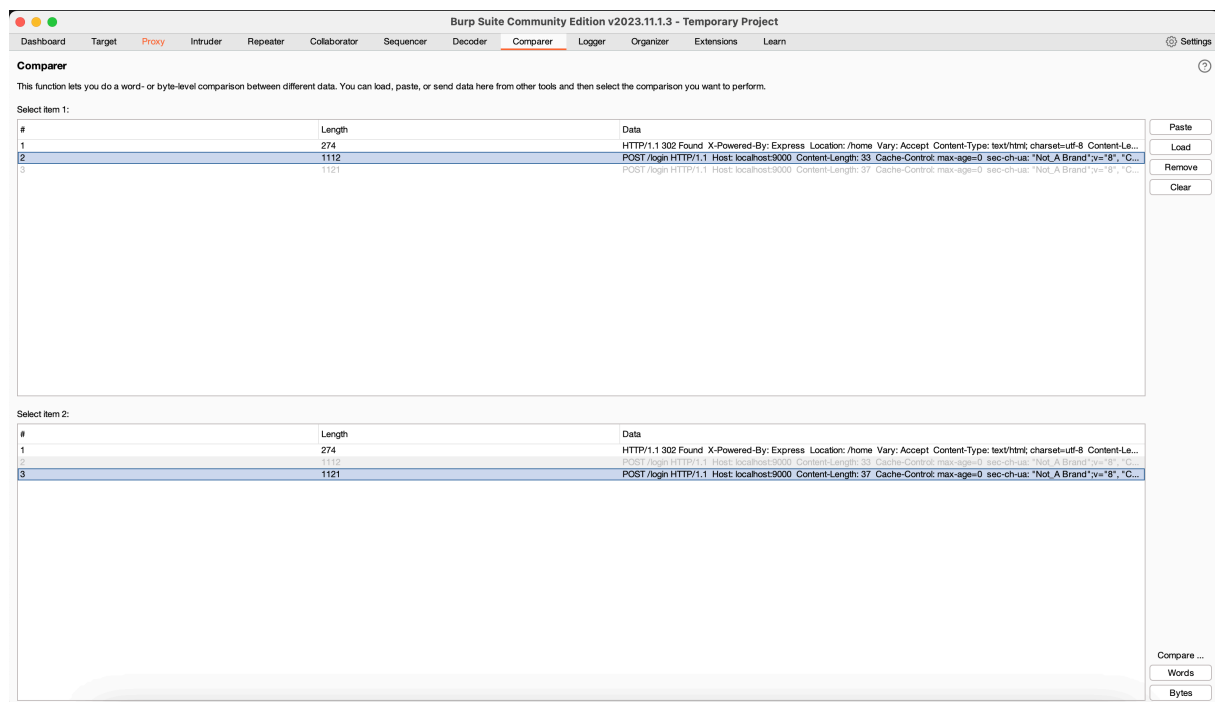 Burp Suite Community Edition v2023.11.1.3 - Temporary Project
Dashboard Target Proxy Intruder Repeater Collaborator Sequencer Decoder Comparer Logger Organizer Extensions Learn Settings
Comparer ?
This function lets you do a word- or byte-level comparison between different data. You can load, paste, or send data here from other tools and then select the comparison you want to perform.
Select item 1:
# Length Data Paste
1 274 HTTP/1.1 302 Found X-Powered-By: Express Location: /home Vary: Accept Content-Type: text/html; charset=utf-8 Content-Le... Load
2 1112 POST /login HTTP/1.1 Host: localhost:9000 Content-Length: 33 Cache-Control: max-age=0 sec-ch-ua: "Not_A Brand";v="8", "C...
3 1121 POST /login HTTP/1.1 Host: localhost:9000 Content-Length: 37 Cache-Control: max-age=0 sec-ch-ua: "Not_A Brand";v="8", "C... Remove
Clear
Select item 2:
# Length Data
1 274 HTTP/1.1 302 Found X-Powered-By: Express Location: /home Vary: Accept Content-Type: text/html; charset=utf-8 Content-Le...
2 1112 POST /login HTTP/1.1 Host: localhost:9000 Content-Length: 33 Cache-Control: max-age=0 sec-ch-ua: "Not_A Brand";v="8", "C...
3 1121 POST /login HTTP/1.1 Host: localhost:9000 Content-Length: 37 Cache-Control: max-age=0 sec-ch-ua: "Not_A Brand";v="8", "C...
Compare ...
Words
Bytes